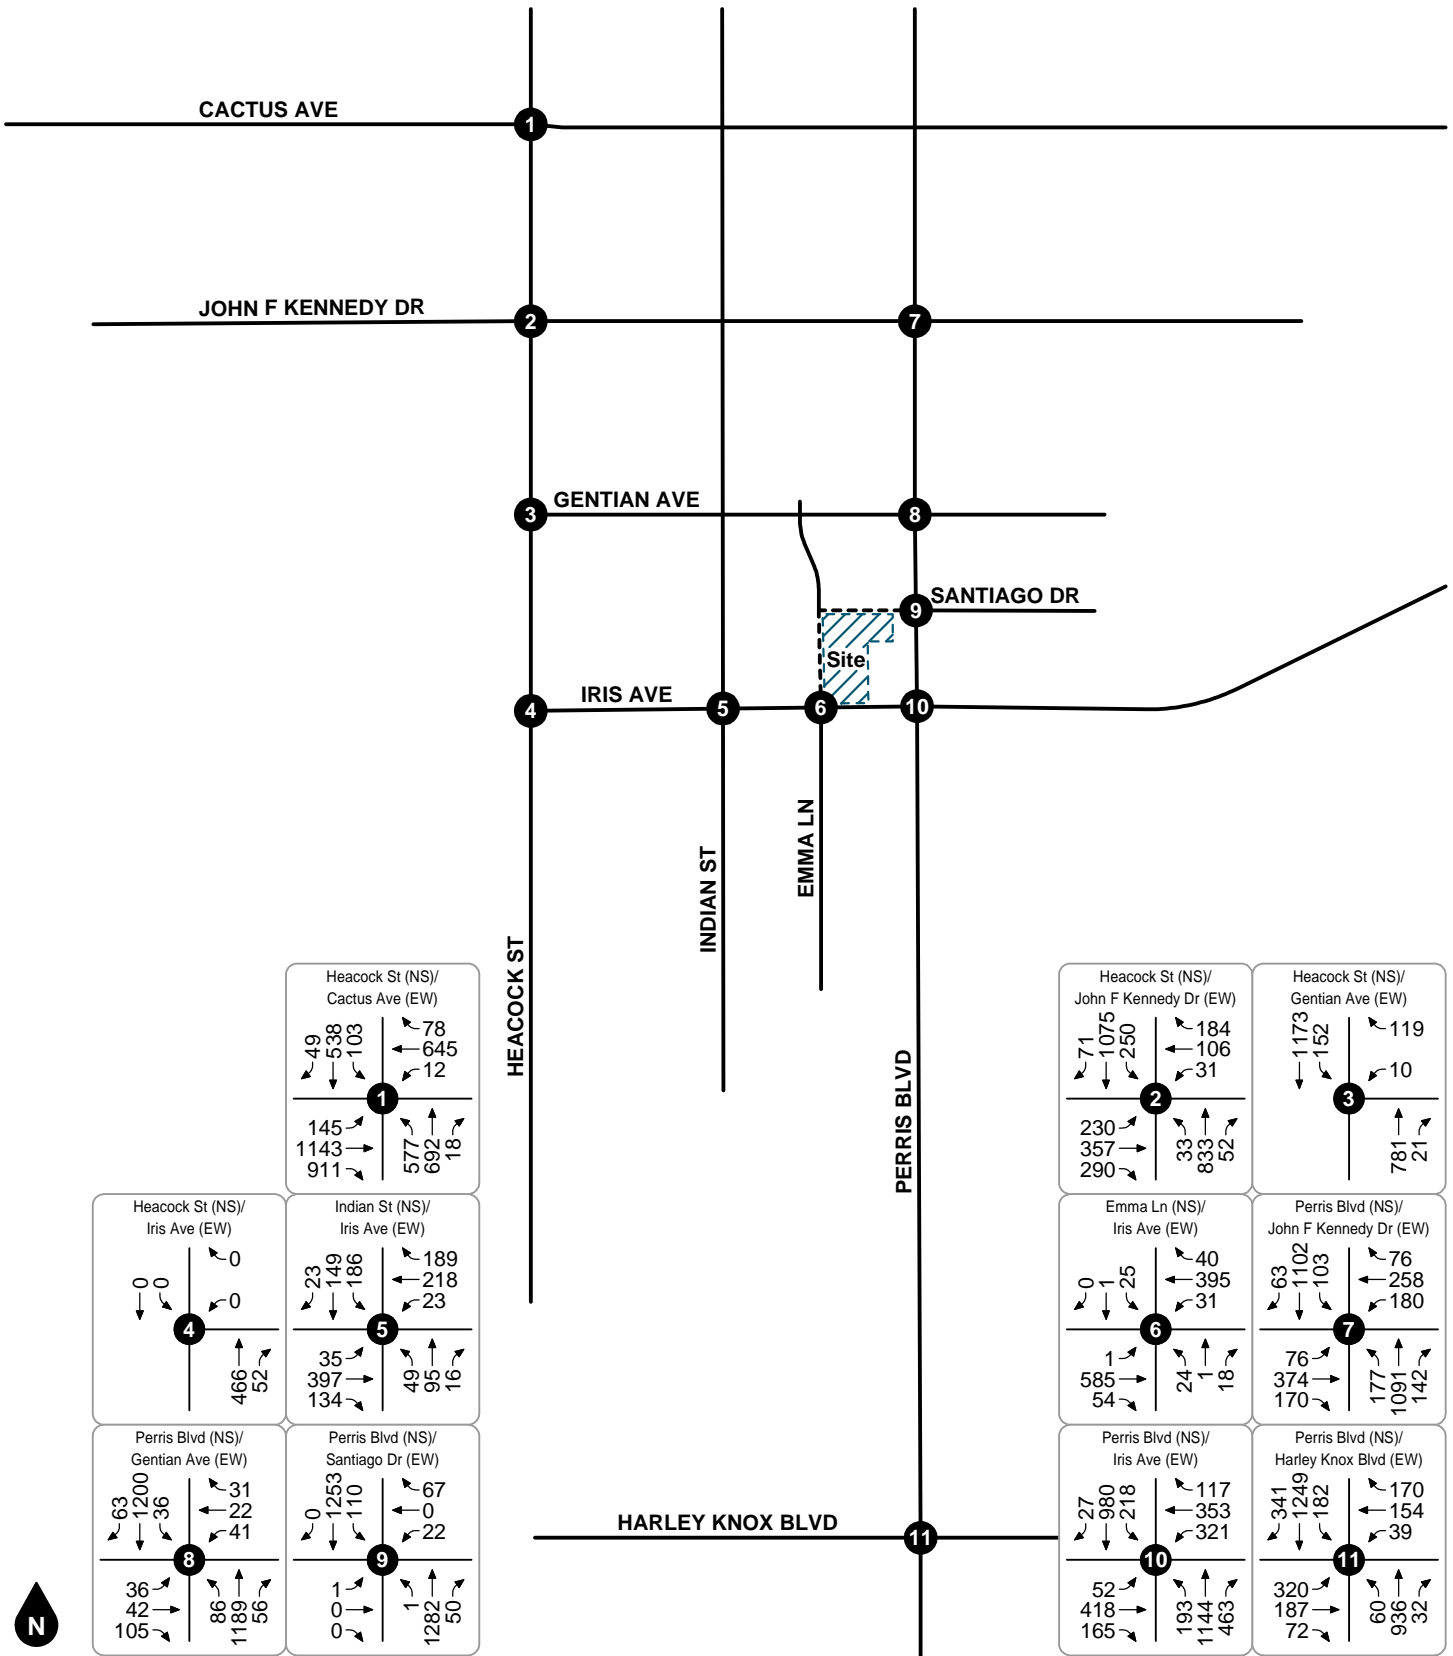 CACTUS AVE
1
JOHN F KENNEDY DR
2
7
GENTIAN AVE
3
8
SANTIAGO DR
9
Site
IRIS AVE
4
5
6
10
EMMA LN
INDIAN ST
HEACOCK ST
PERRIS BLVD
HARLEY KNOX BLVD
11
N
Heacock St (NS)/
Cactus Ave (EW)
49 538 103
78
645
12
1
145
1143
911
577 692 18
Heacock St (NS)/
John F Kennedy Dr (EW)
71 1075 250
184
106
31
2
230
357
290
33 833 52
Heacock St (NS)/
Gentian Ave (EW)
1173 152
119
10
3
781 21
Heacock St (NS)/
Iris Ave (EW)
0 0
0
0
4
466 52
Indian St (NS)/
Iris Ave (EW)
23 149 186
189
218
23
5
35
397
134
49 95 16
Emma Ln (NS)/
Iris Ave (EW)
0 1 25
40
395
31
6
1
585
54
24 1 18
Perris Blvd (NS)/
John F Kennedy Dr (EW)
63 1102 103
76
258
180
7
76
374
170
177 1091 142
Perris Blvd (NS)/
Gentian Ave (EW)
63 1200 36
31
22
41
8
36
42
105
86 1189 56
Perris Blvd (NS)/
Santiago Dr (EW)
0 1253 110
67
0
22
9
1
0
0
1 1282 50
Perris Blvd (NS)/
Iris Ave (EW)
27 980 218
117
353
321
10
52
418
165
193 1144 463
Perris Blvd (NS)/
Harley Knox Blvd (EW)
341 1249 182
170
154
39
11
320
187
72
60 936 32